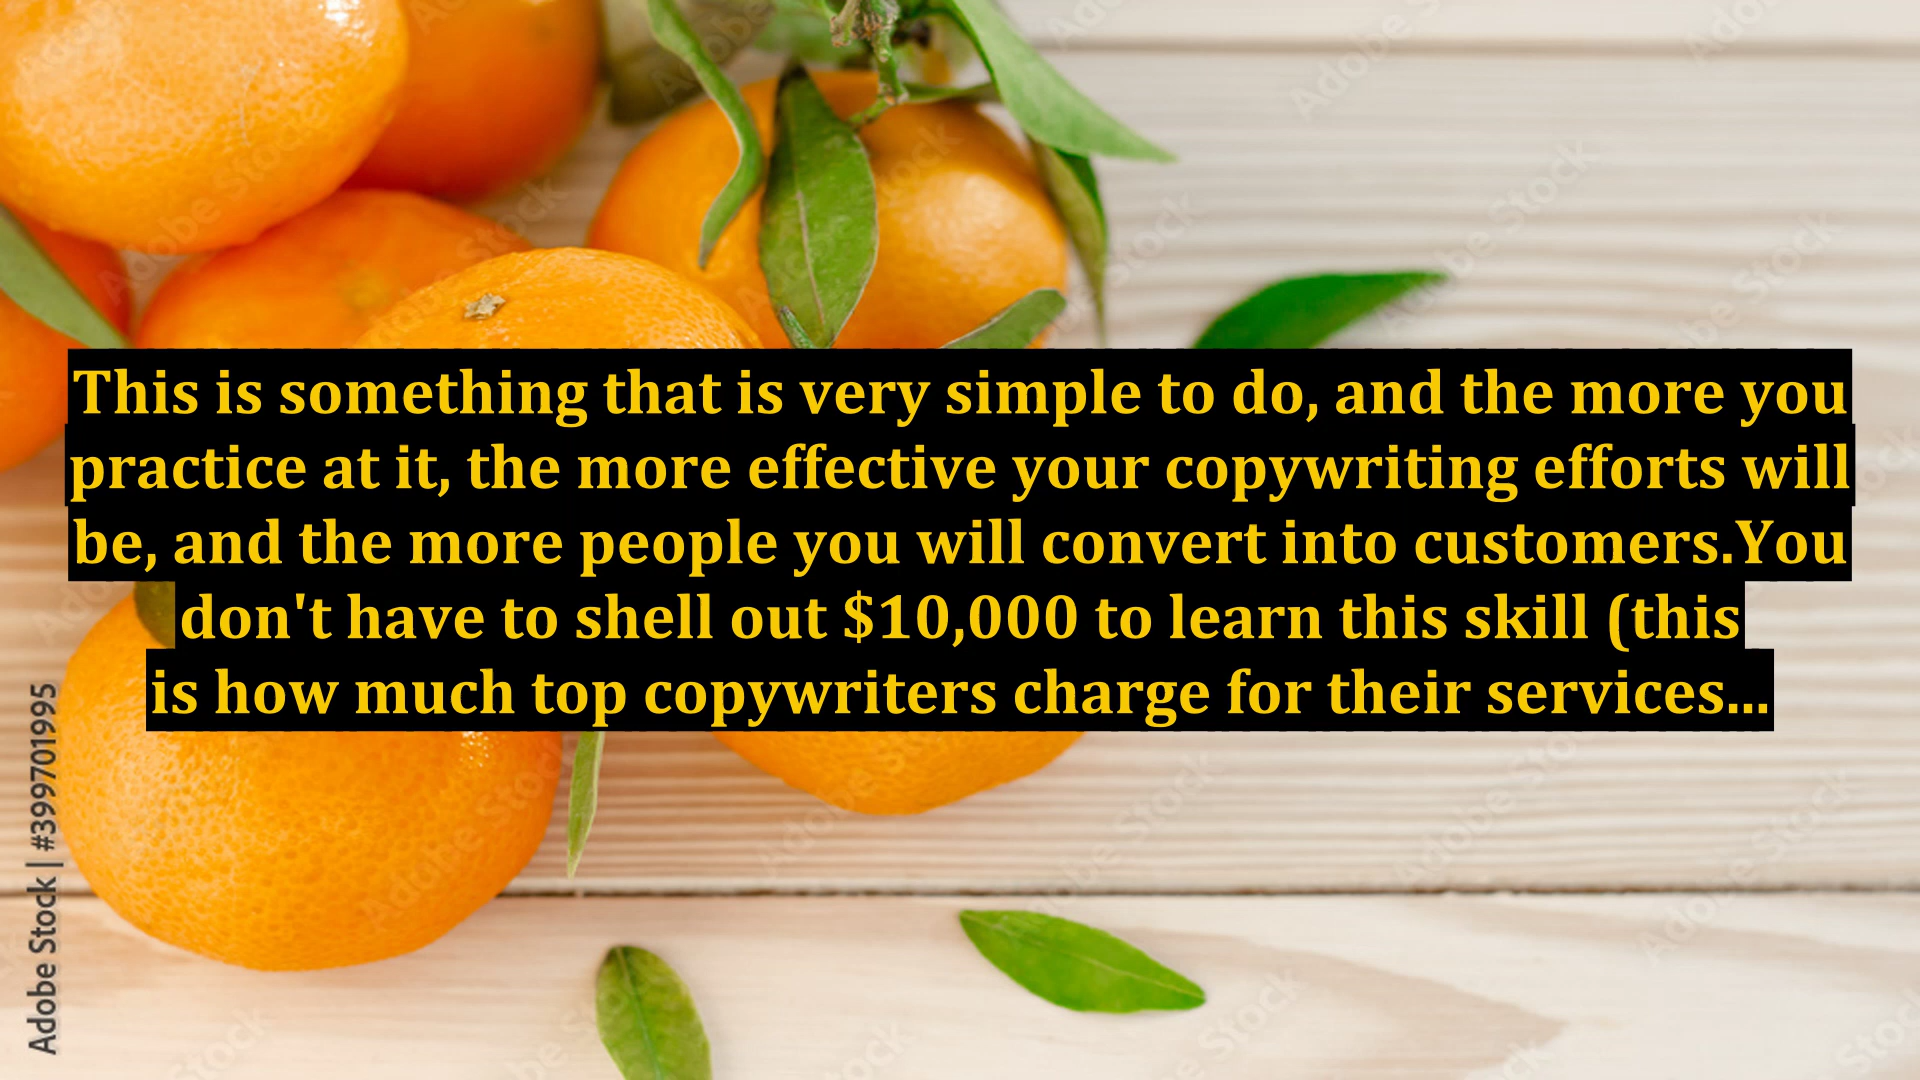 This is something that is very simple to do, and the more you
practice at it, the more effective your copywriting efforts will
be, and the more people you will convert into customers.You
don't have to shell out $10,000 to learn this skill (this
is how much top copywriters charge for their services...
Adobe Stock | #399701995